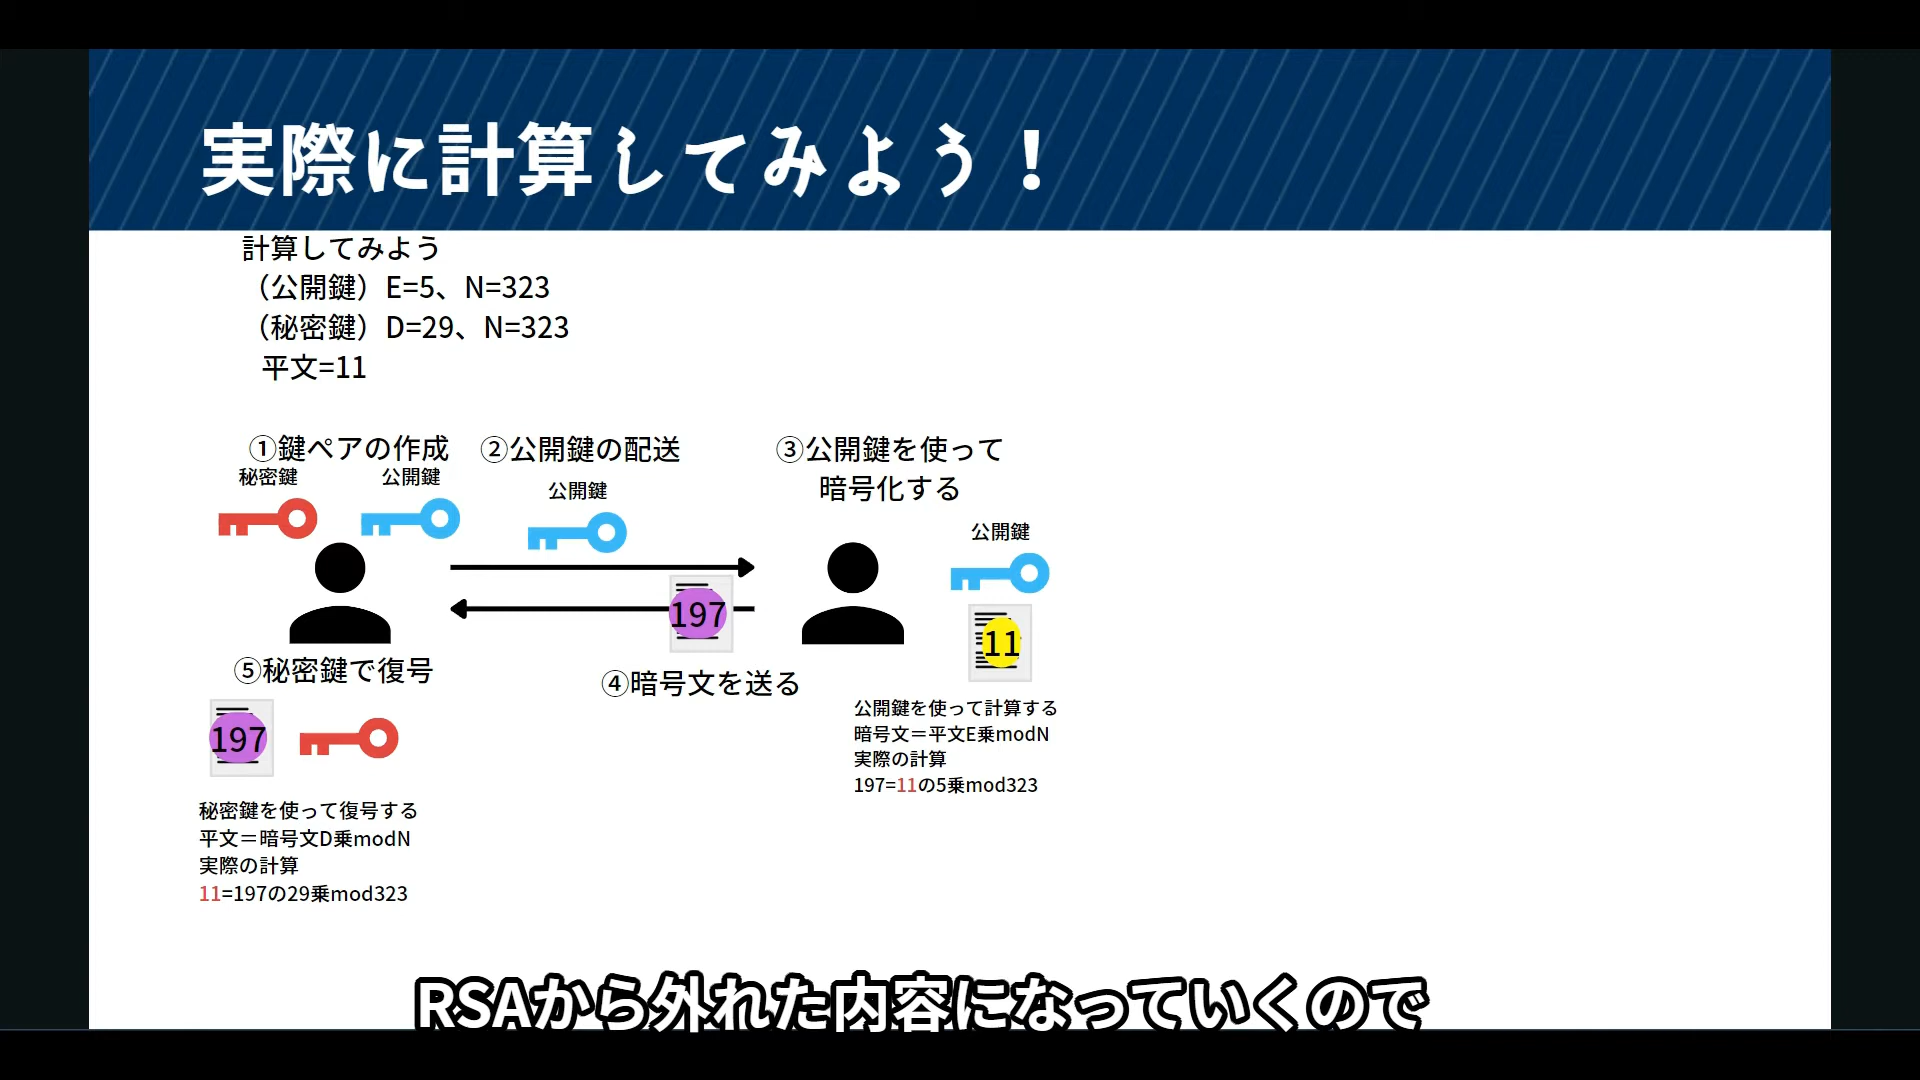 実際に計算してみよう！
計算してみよう
（公開鍵）E=5、N=323
（秘密鍵）D=29、N=323
平文=11
①鍵ペアの作成
秘密鍵
公開鍵
②公開鍵の配送
公開鍵
③公開鍵を使って
暗号化する
公開鍵
197
11
④暗号文を送る
公開鍵を使って計算する
暗号文＝平文E乗modN
実際の計算
197=11の5乗mod323
⑤秘密鍵で復号
197
秘密鍵を使って復号する
平文＝暗号文D乗modN
実際の計算
11=197の29乗mod323
RSAから外れた内容になっていくので